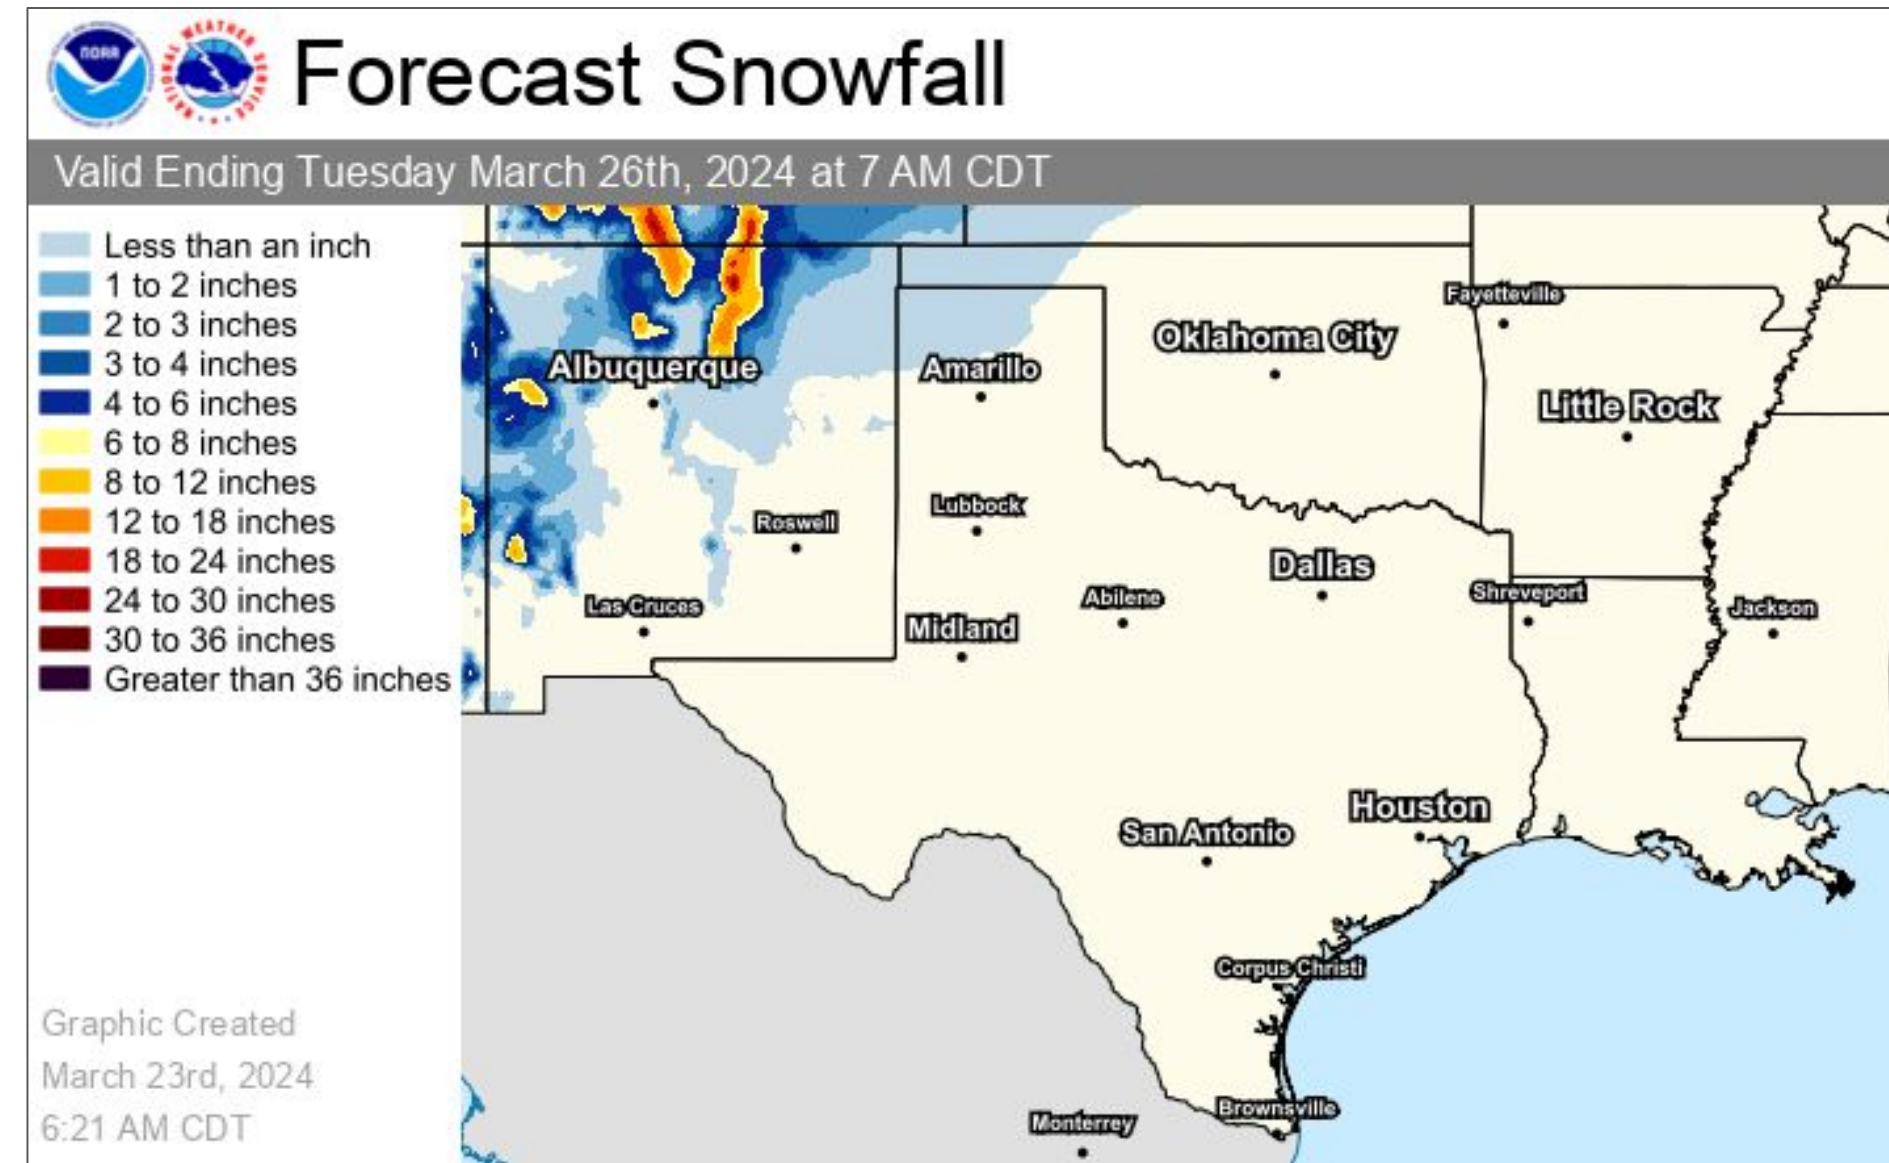 NOAA
NATIONAL WEATHER SERVICE
Forecast Snowfall
Valid Ending Tuesday March 26th, 2024 at 7 AM CDT
Less than an inch
1 to 2 inches
2 to 3 inches
3 to 4 inches
4 to 6 inches
6 to 8 inches
8 to 12 inches
12 to 18 inches
18 to 24 inches
24 to 30 inches
30 to 36 inches
Greater than 36 inches
Fayetteville
Oklahoma City
Albuquerque
Amarillo
Little Rock
Lubbock
Roswell
Dallas
Shreveport
Abilene
Las Cruces
Jackson
Midland
Houston
San Antonio
Corpus Christi
Brownsville
Monterrey
Graphic Created
March 23rd, 2024
6:21 AM CDT